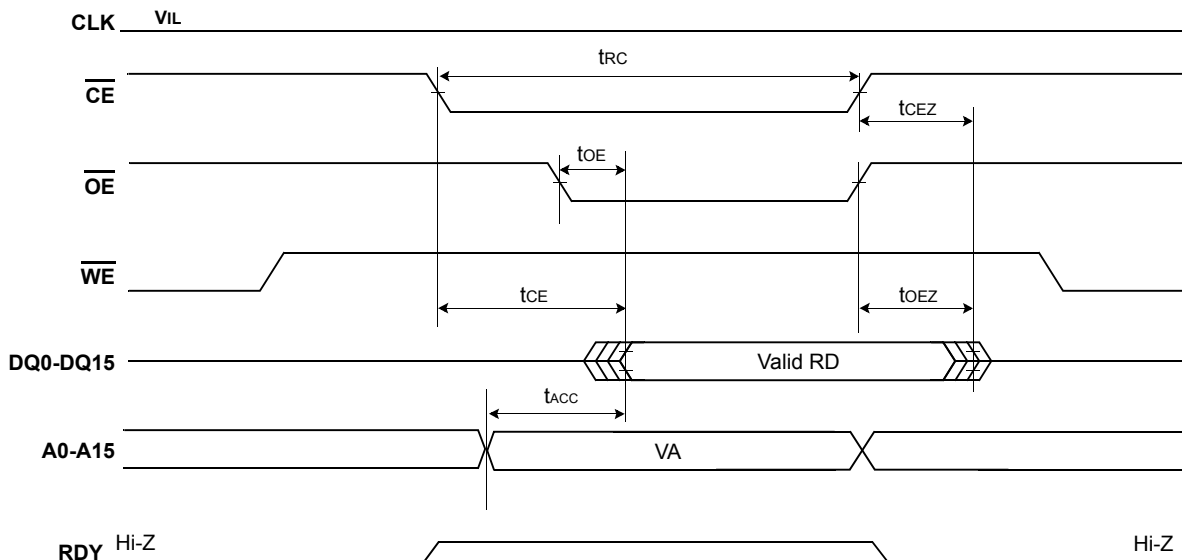 CLK VIL
tRC
CE
tCEZ
tOE
OE
WE
tCE tOEZ
DQ0-DQ15 Valid RD
tACC
A0-A15 VA
RDY Hi-Z Hi-Z